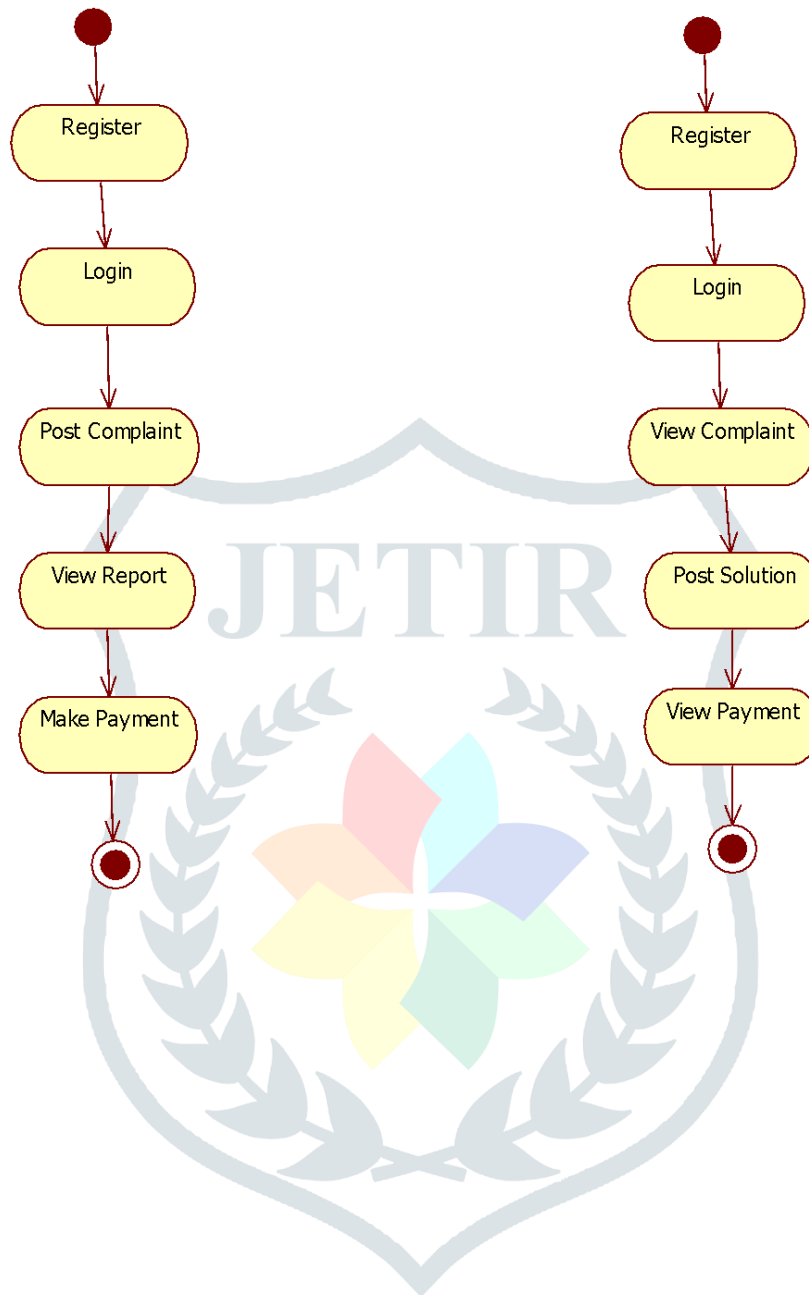 Register
Login
Post Complaint
View Report
Make Payment
Register
Login
View Complaint
Post Solution
View Payment
JETIR